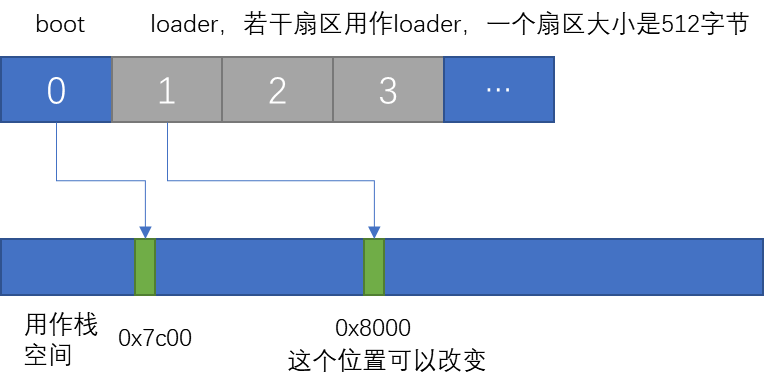 boot loader，若干扇区用作loader，一个扇区大小是512字节
0 1 2 3 …
用作栈
空间
0x7c00
0x8000
这个位置可以改变